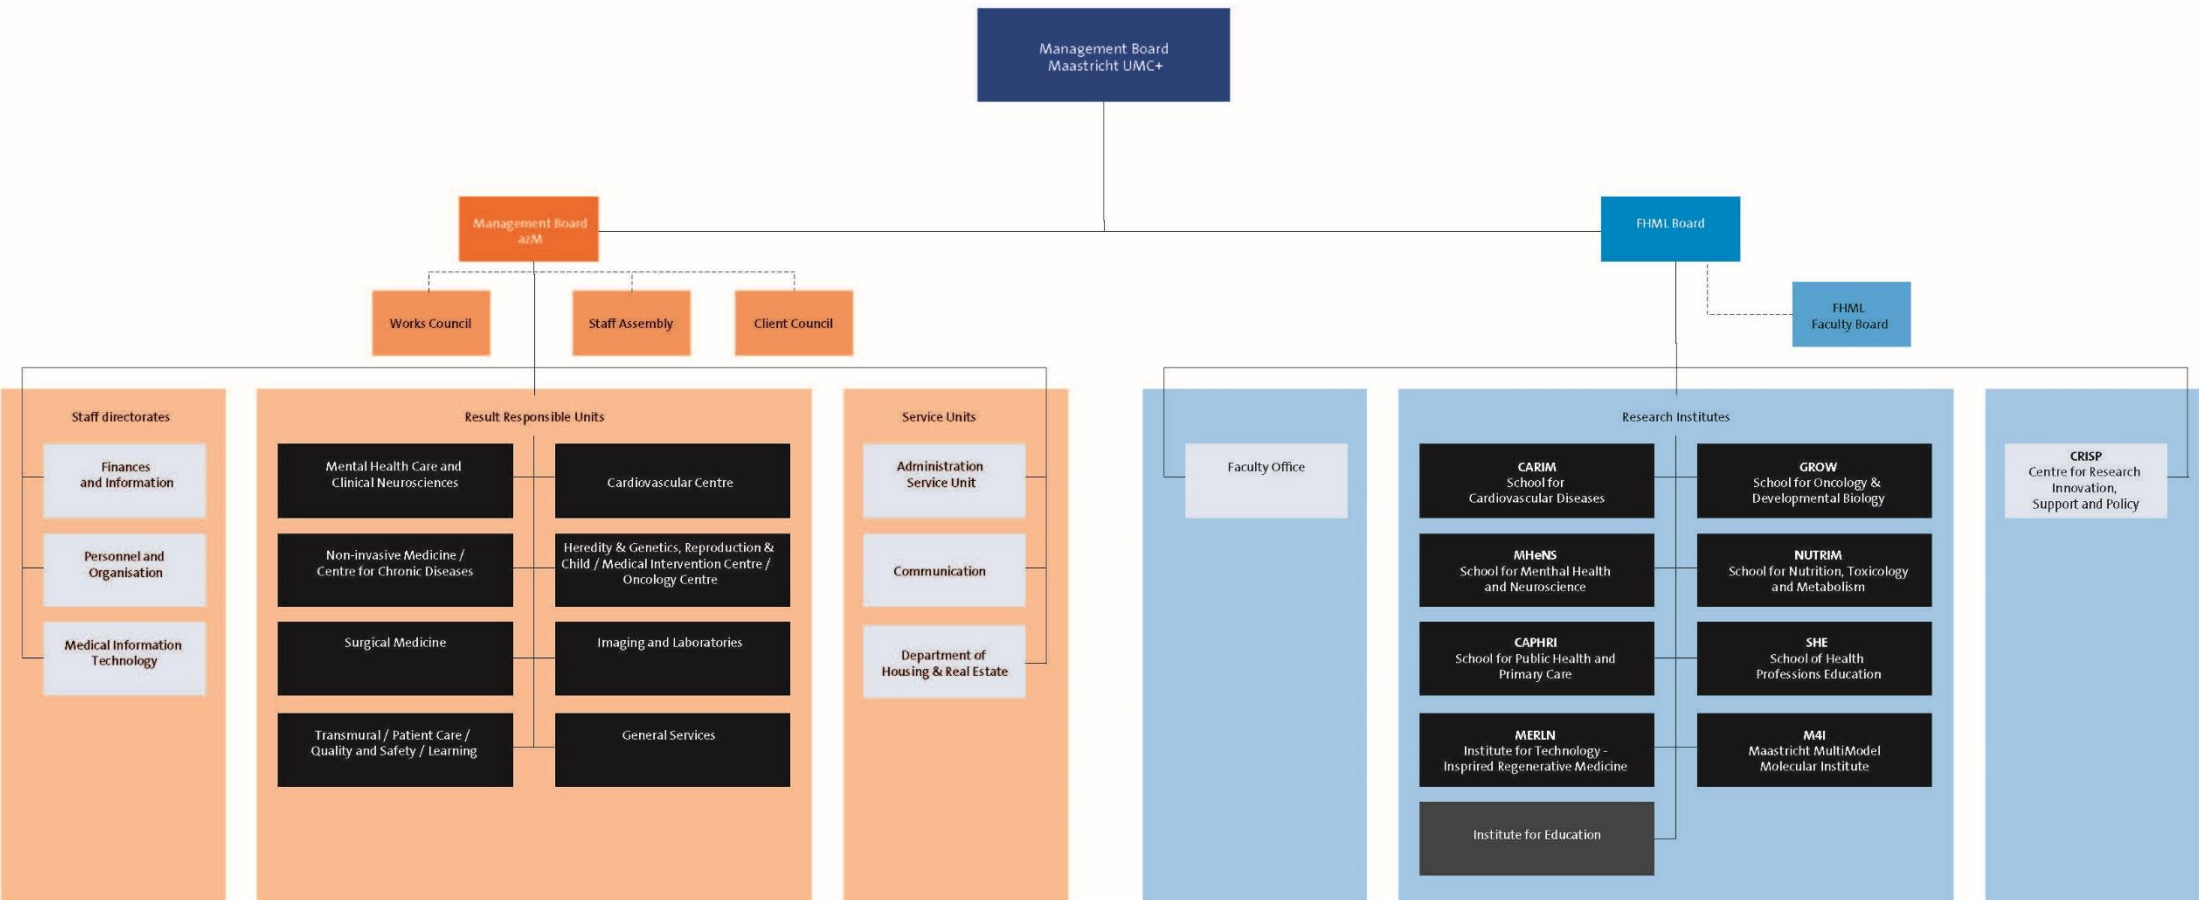 Management Board
Maastricht UMC+
Management Board
azM
FHML Board
Works Council
Staff Assembly
Client Council
FHML
Faculty Board
Staff directorates
Finances
and Information
Personnel and
Organisation
Medical Information
Technology
Result Responsible Units
Mental Health Care and
Clinical Neurosciences
Cardiovascular Centre
Non-invasive Medicine /
Centre for Chronic Diseases
Heredity & Genetics, Reproduction &
Child / Medical Intervention Centre /
Oncology Centre
Surgical Medicine
Imaging and Laboratories
Transmural / Patient Care /
Quality and Safety / Learning
General Services
Service Units
Administration
Service Unit
Communication
Department of
Housing & Real Estate
Faculty Office
Research Institutes
CARIM
School for
Cardiovascular Diseases
GROW
School for Oncology &
Developmental Biology
MHeNS
School for Menthal Health
and Neuroscience
NUTRIM
School for Nutrition, Toxicology
and Metabolism
CAPHRI
School for Public Health and
Primary Care
SHE
School of Health
Professions Education
MERLN
Institute for Technology -
Insprired Regenerative Medicine
M4I
Maastricht MultiModel
Molecular Institute
Institute for Education
CRISP
Centre for Research
Innovation,
Support and Policy